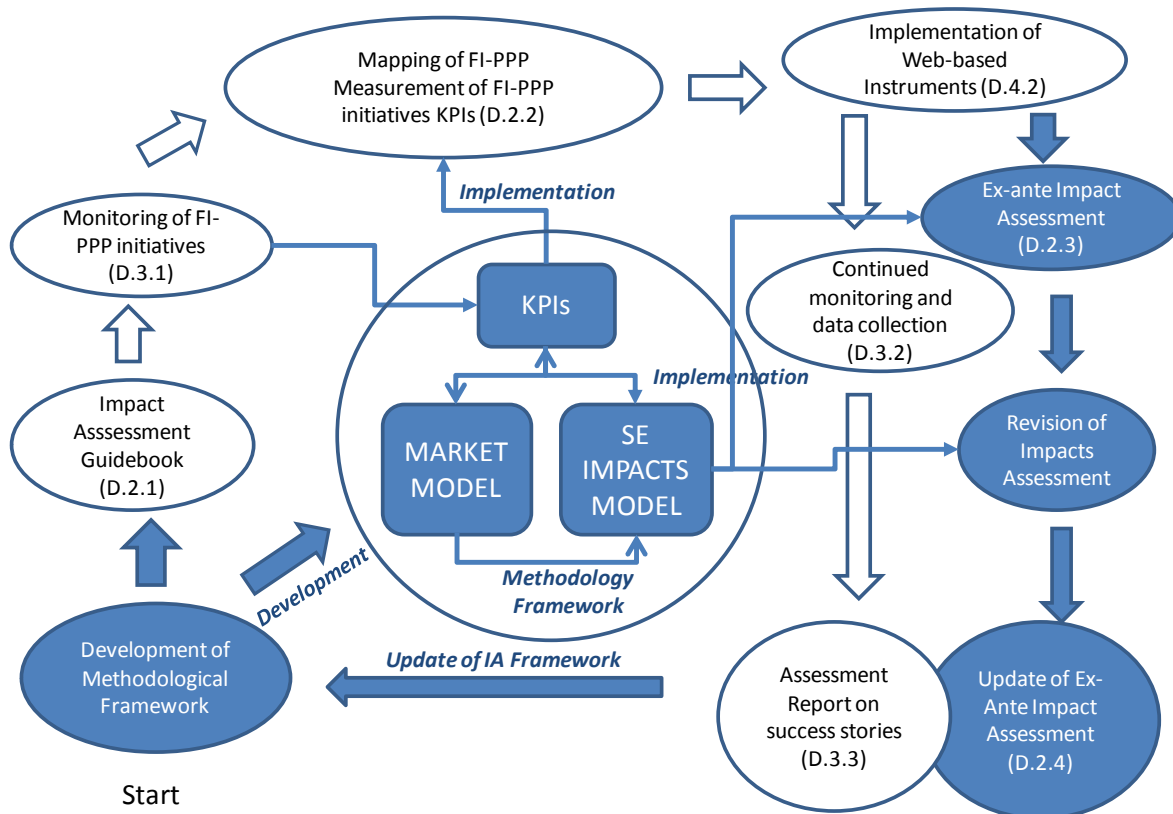 Mapping of FI-PPP
Measurement of FI-PPP
initiatives KPIs (D.2.2)
Implementation of
Web-based
Instruments (D.4.2)
Implementation
Monitoring of FI-
PPP initiatives
(D.3.1)
Ex-ante Impact
Assessment
(D.2.3)
KPIs
Continued
monitoring and
data collection
(D.3.2)
Implementation
Impact
Asssessment
Guidebook
(D.2.1)
MARKET
MODEL
SE
IMPACTS
MODEL
Revision of
Impacts
Assessment
Methodology
Framework
Development
Development of
Methodological
Framework
Update of IA Framework
Assessment
Report on
success stories
(D.3.3)
Update of Ex-
Ante Impact
Assessment
(D.2.4)
Start